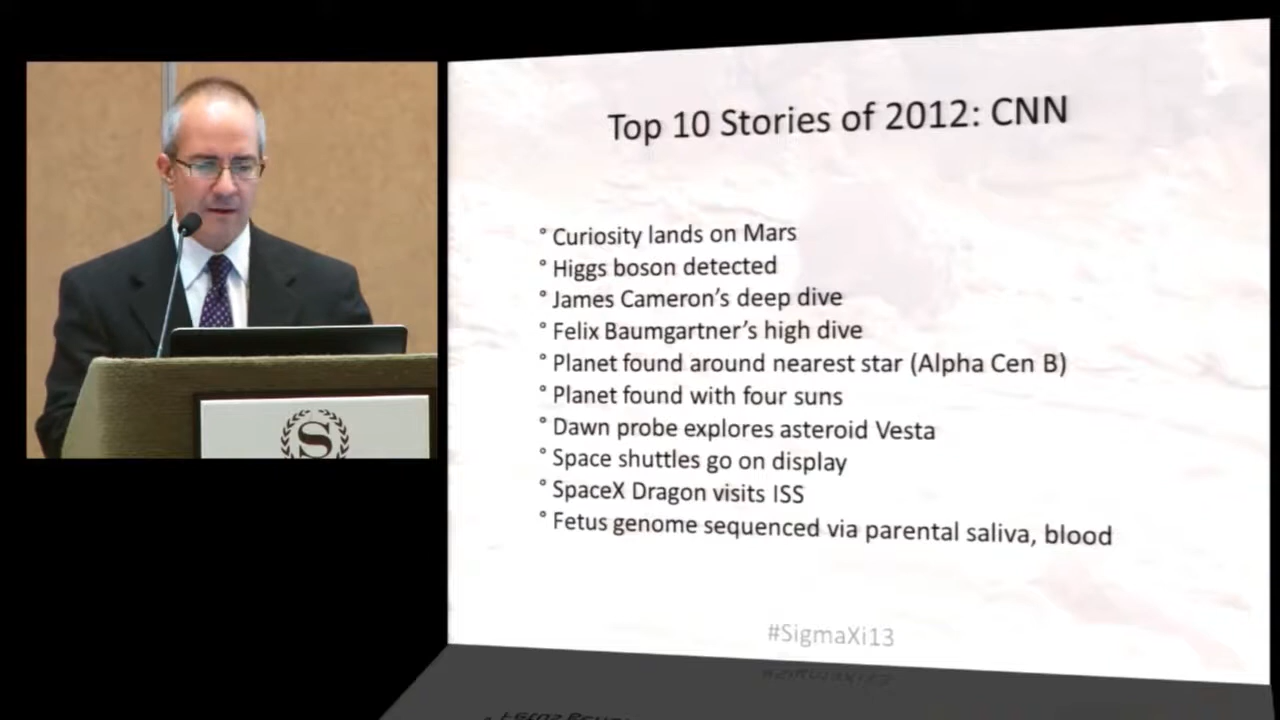 Top 10 Stories of 2012: CNN
° Curiosity lands on Mars
° Higgs boson detected
° James Cameron's deep dive
° Felix Baumgartner's high dive
° Planet found around nearest star (Alpha Cen B)
° Planet found with four suns
° Dawn probe explores asteroid Vesta
° Space shuttles go on display
° SpaceX Dragon visits ISS
° Fetus genome sequenced via parental saliva, blood
#SigmaXi13
S